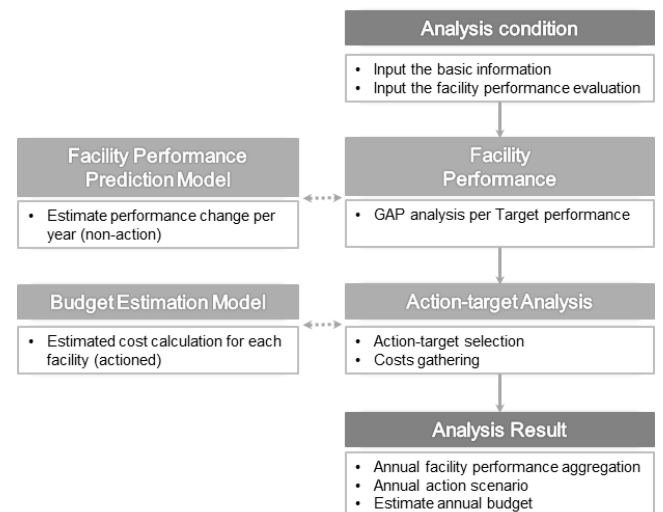 Analysis condition
• Input the basic information
• Input the facility performance evaluation
Facility Performance
Prediction Model
• Estimate performance change per
year (non-action)
Facility
Performance
• GAP analysis per Target performance
Budget Estimation Model
• Estimated cost calculation for each
facility (actioned)
Action-target Analysis
• Action-target selection
• Costs gathering
Analysis Result
• Annual facility performance aggregation
• Annual action scenario
• Estimate annual budget